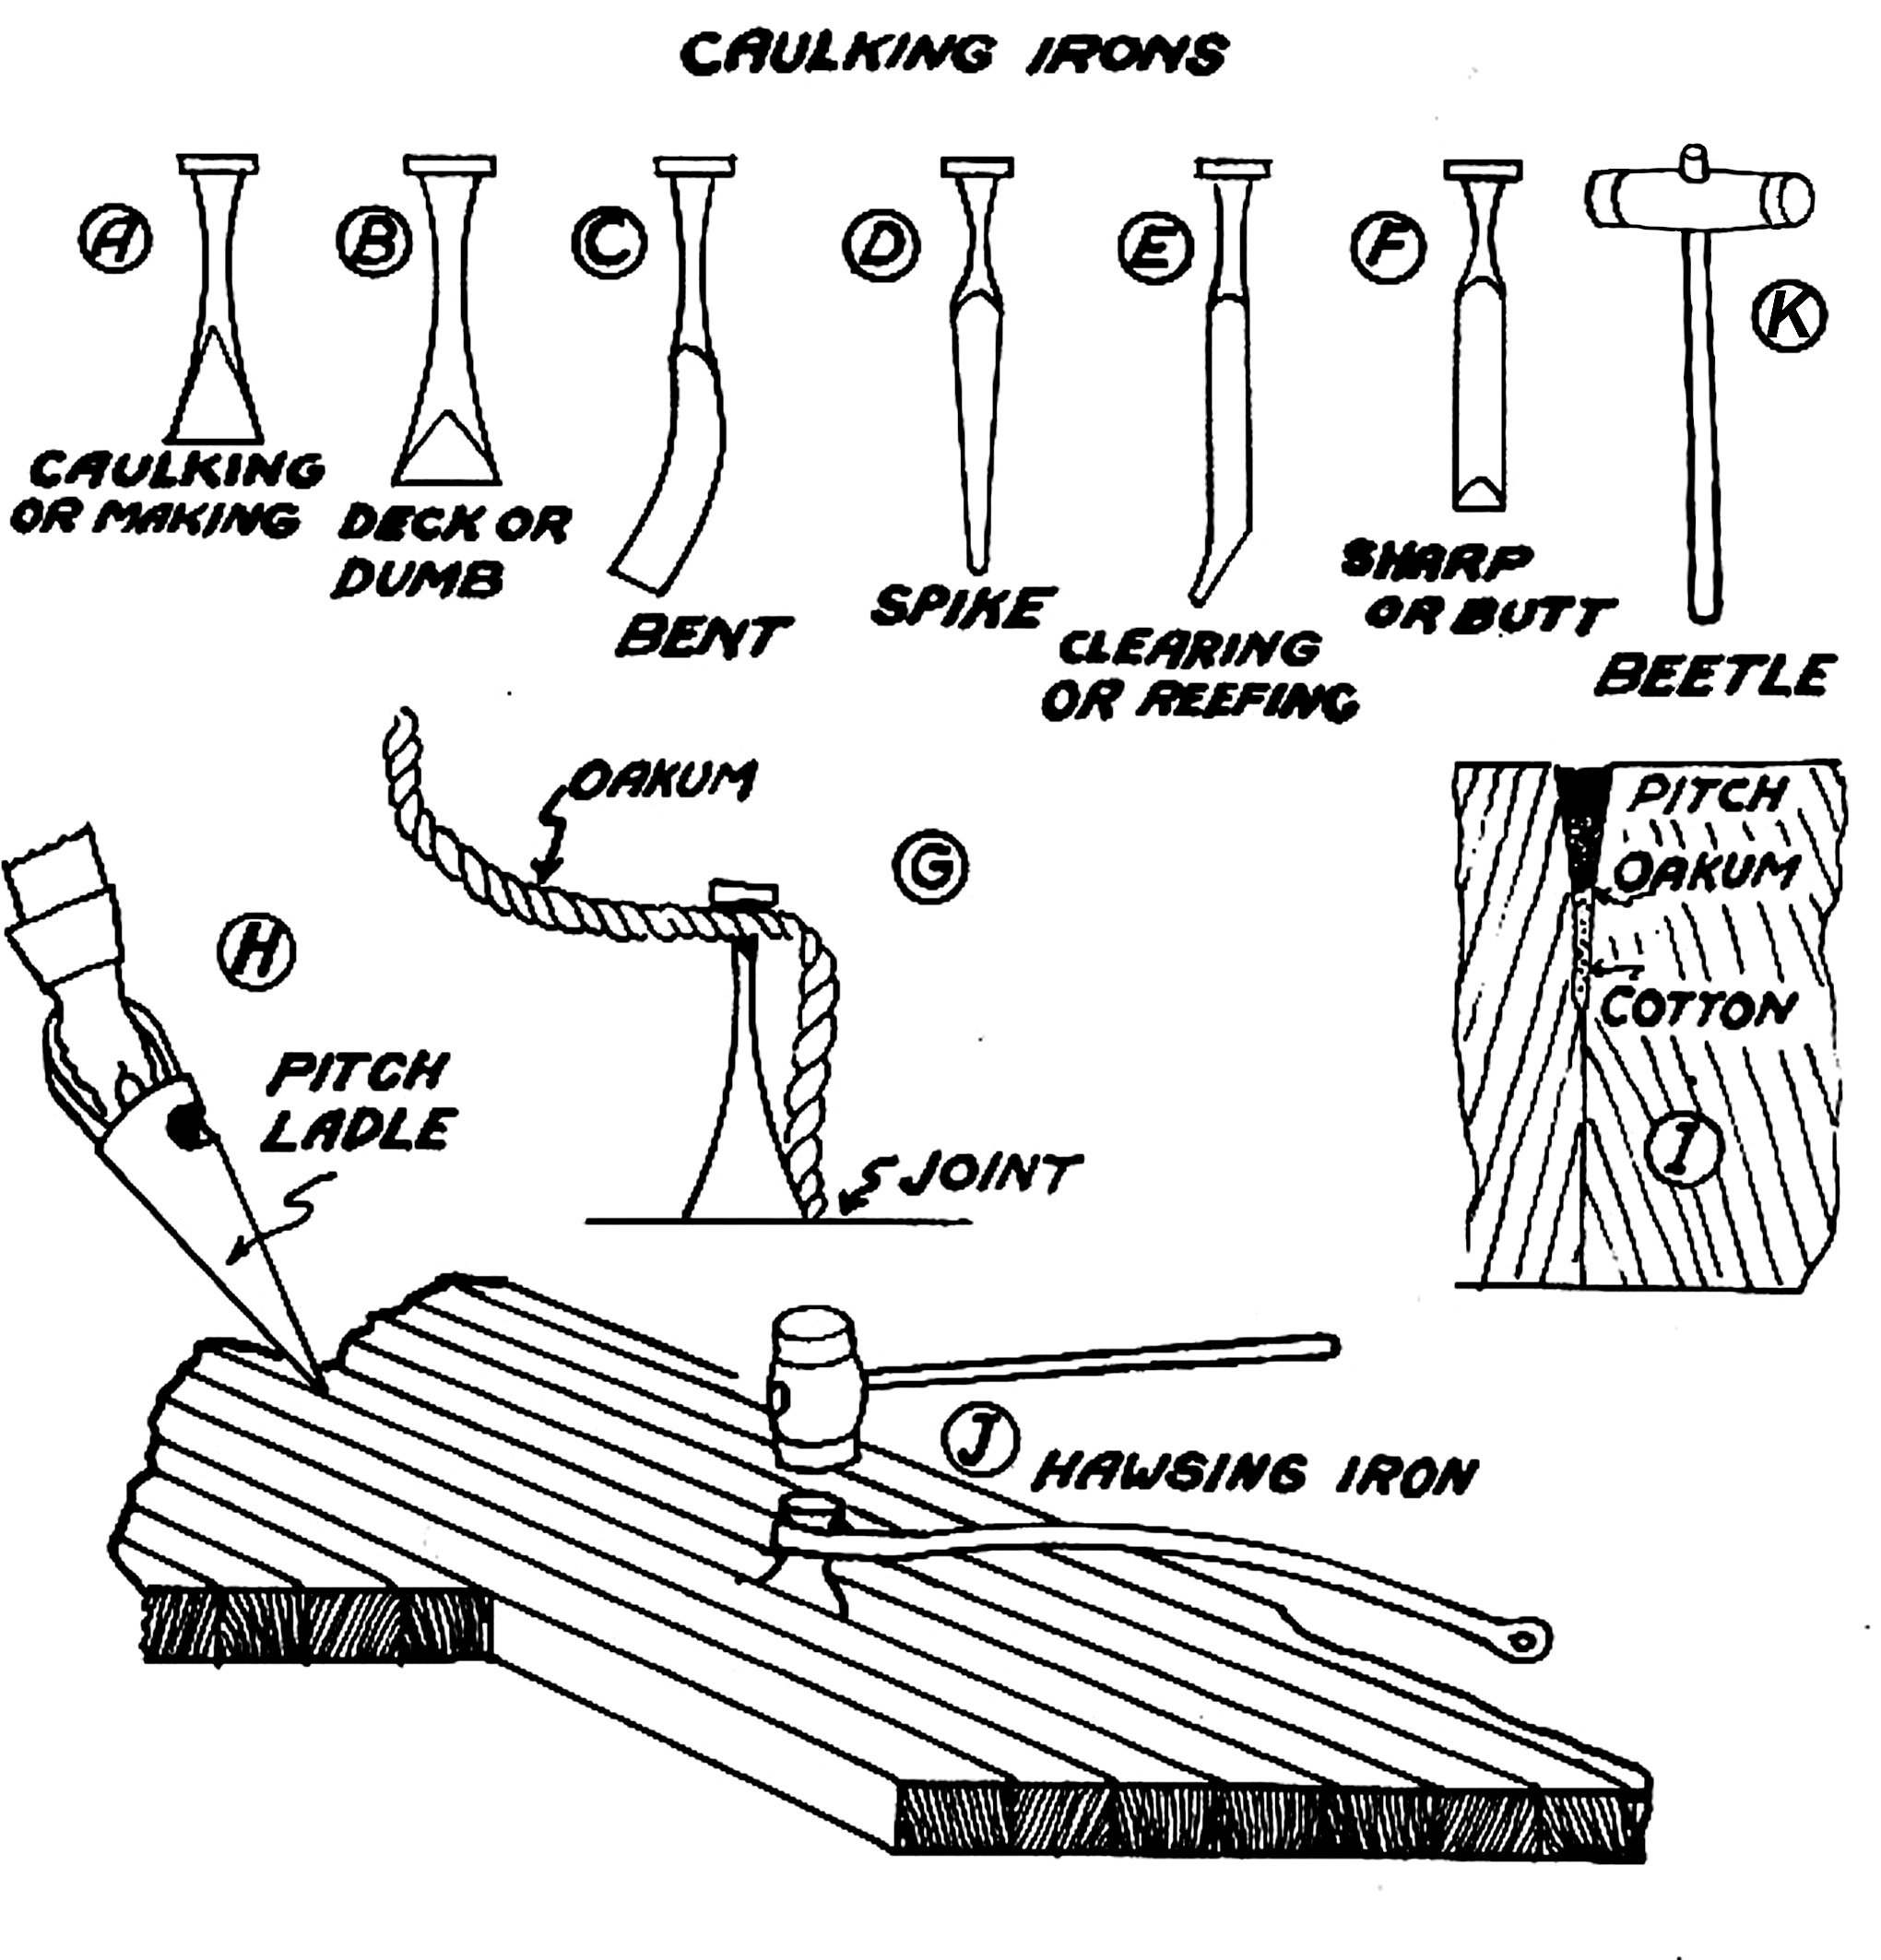 CAULKING IRONS
A
B
C
D
E
F
K
CAULKING
OR MAKING
DECK OR
DUMB
BENT
SPIKE
CLEARING
OR REEFING
SHARP
OR BUTT
BEETLE
OAKUM
G
H
PITCH
LADLE
JOINT
PITCH
OAKUM
COTTON
I
J
HAWSING IRON